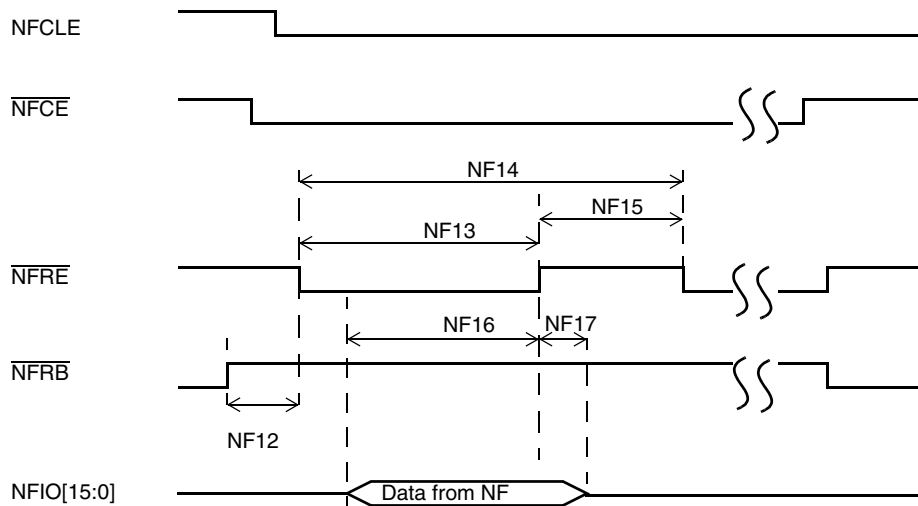 NFCLE
NFCE
NF14
NF15
NF13
NFRE
NF16
NF17
NFRB
NF12
NFIO[15:0]
Data from NF